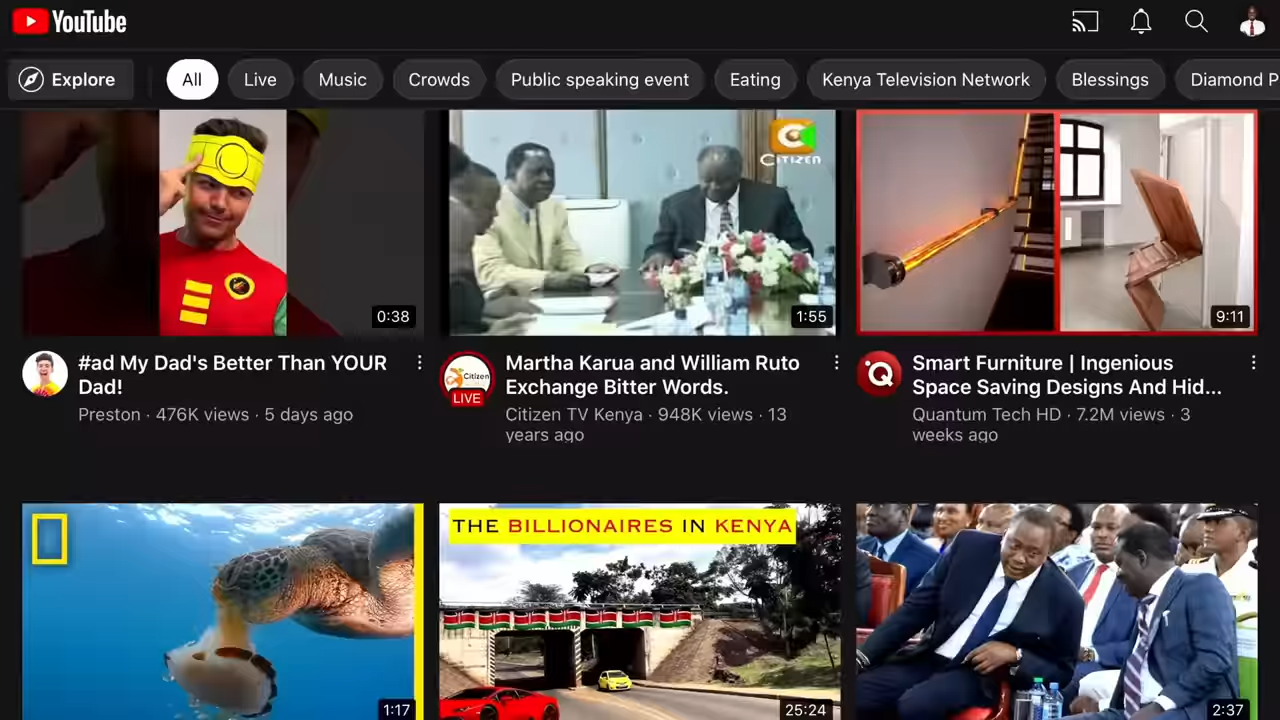 YouTube
Explore
All
Live
Music
Crowds
Public speaking event
Eating
Kenya Television Network
Blessings
Diamond P
CITIZEN
0:38
1:55
9:11
#ad My Dad's Better Than YOUR
Dad!
Preston · 476K views · 5 days ago
Citizen
LIVE
Martha Karua and William Ruto
Exchange Bitter Words.
Citizen TV Kenya · 948K views · 13
years ago
Q
Smart Furniture | Ingenious
Space Saving Designs And Hid...
Quantum Tech HD · 7.2M views · 3
weeks ago
THE BILLIONAIRES IN KENYA
1:17
25:24
2:37